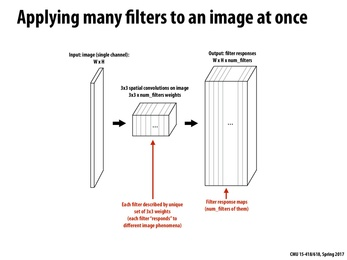 Applying many filters to an image at once
Input: image (single channel):
W x H
3x3 spatial convolutions on image
3x3 x num_filters weights
Output: filter responses
W x H x num_filters
...
...
Each filter described by unique
set of 3x3 weights
(each filter "responds" to
different image phenomena)
Filter response maps
(num_filters of them)
CMU 15-418/618, Spring 2017